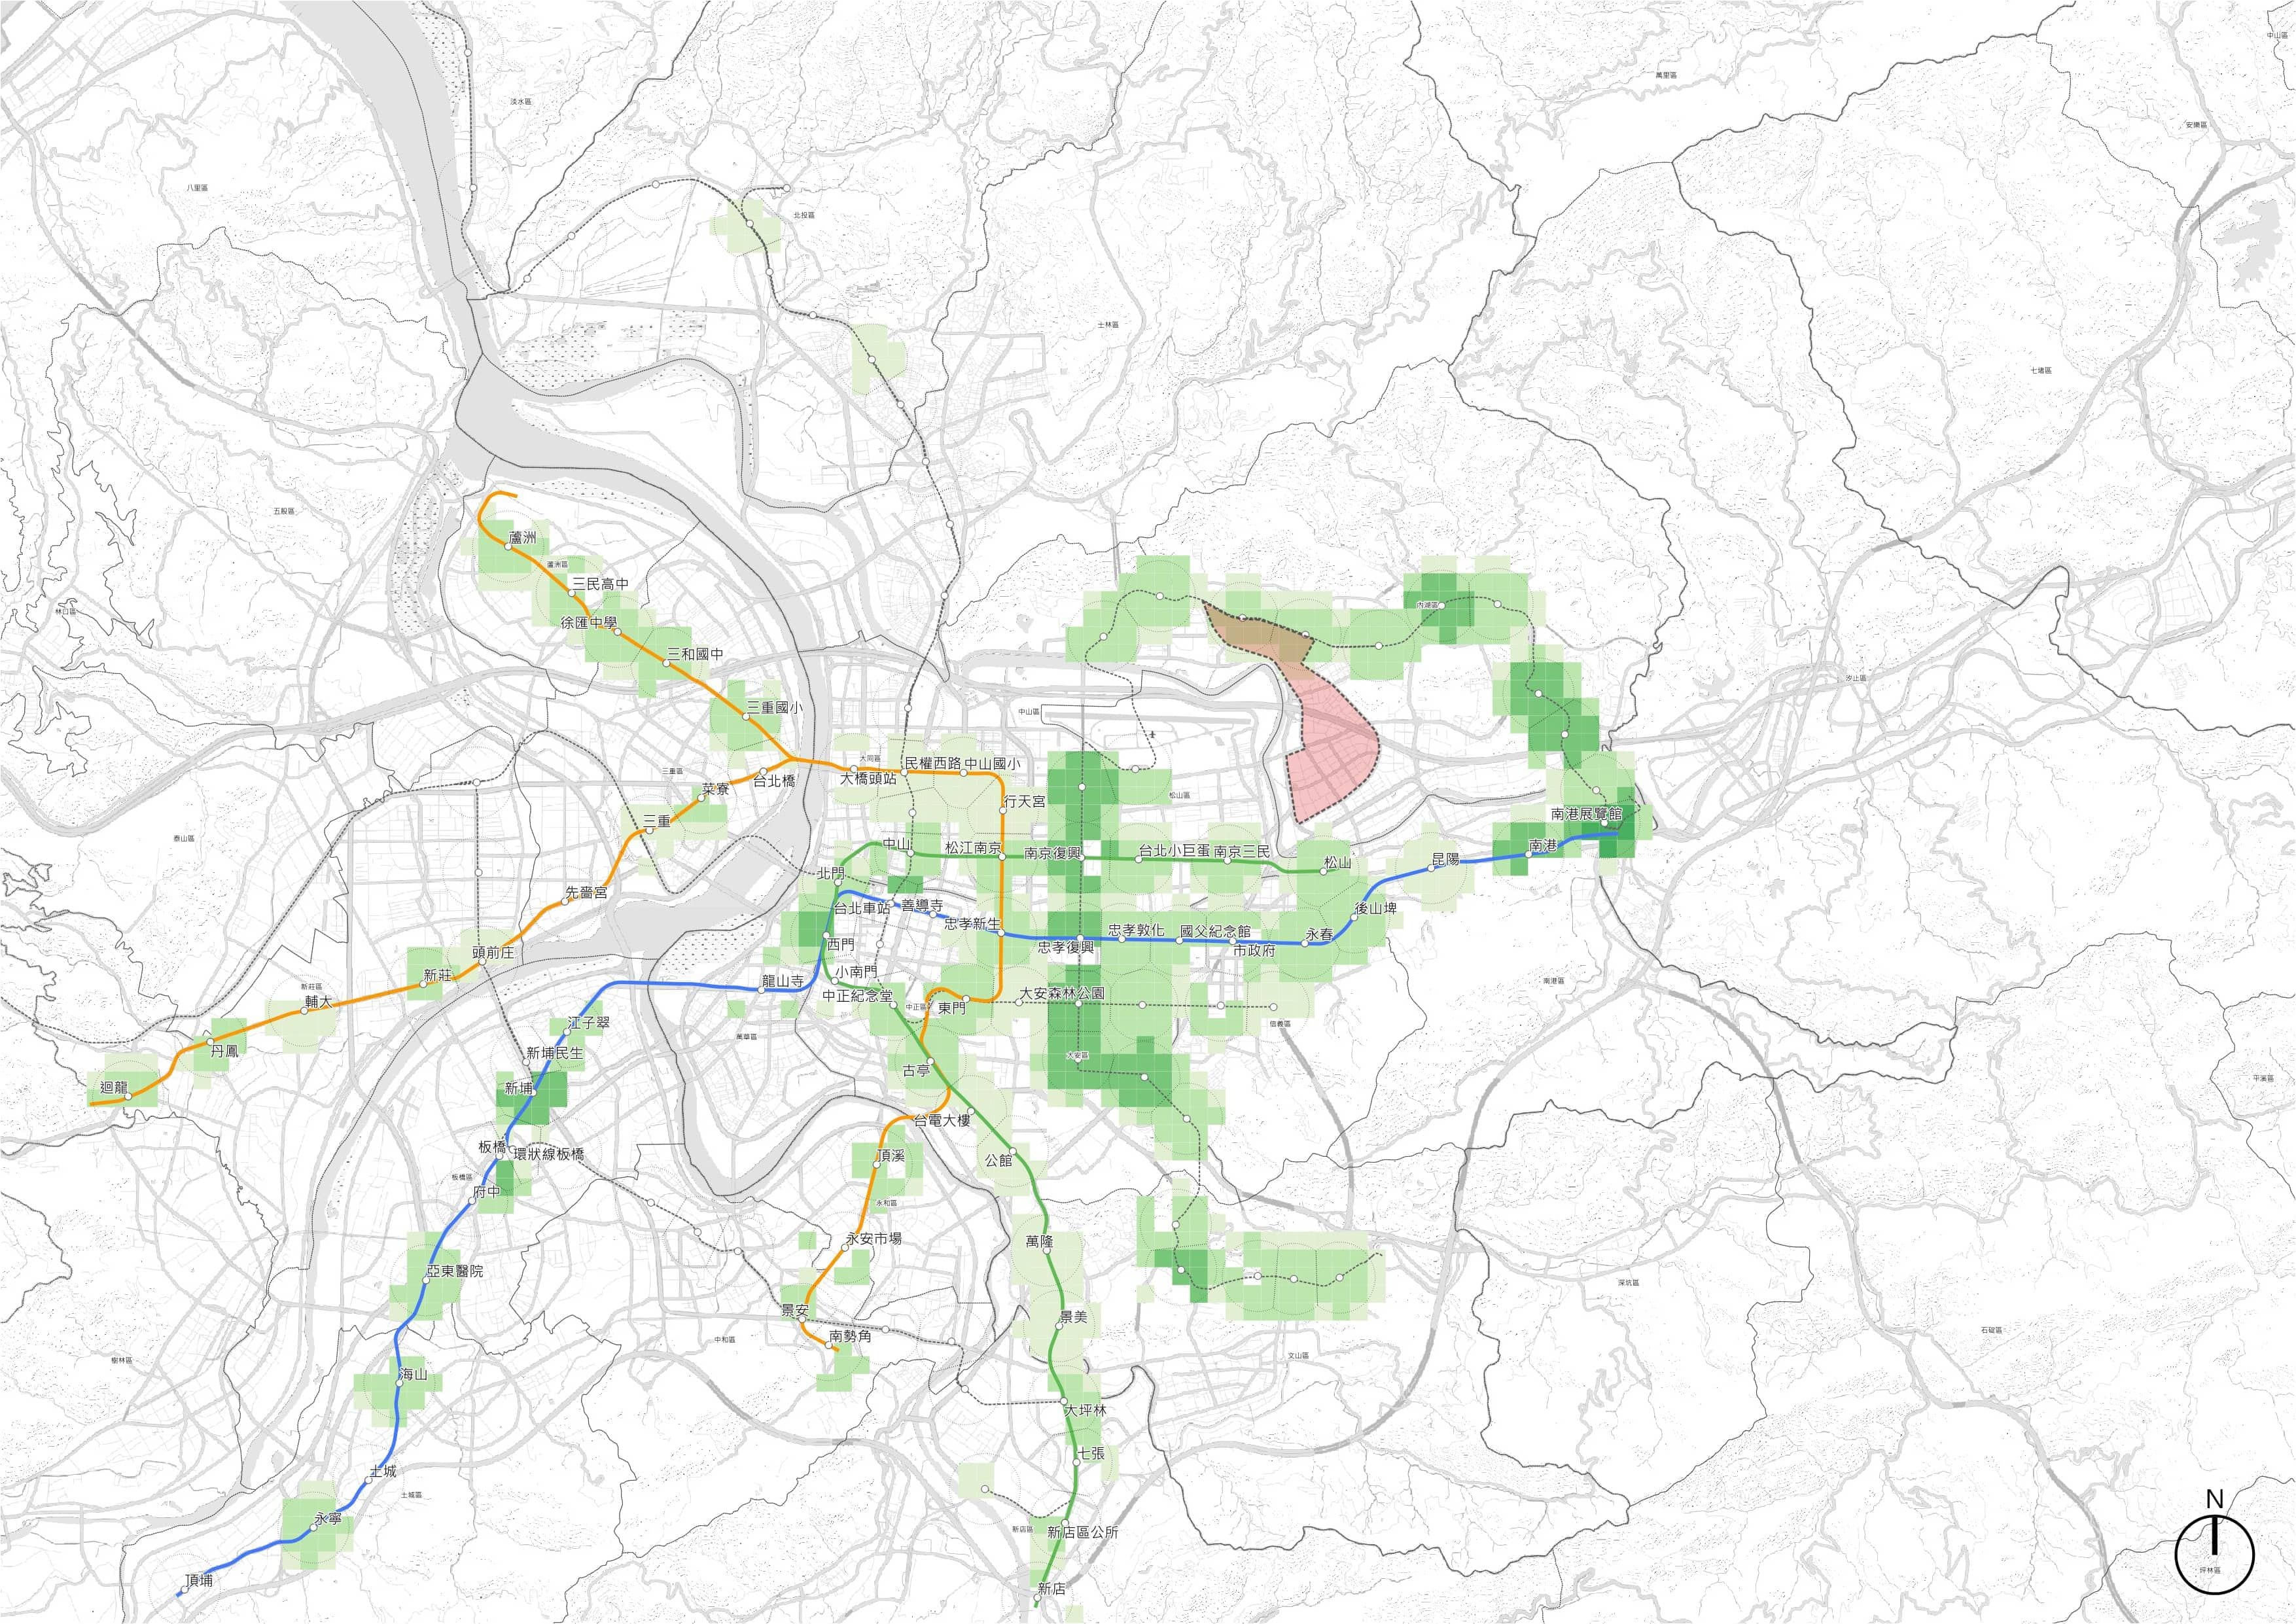 中山區
萬里區
淡水區
安樂區
八里區
北投區
士林區
七堵區
五股區
蘆洲
蘆洲區
三民高中
林口區
徐匯中學
內湖區
三和國中
汐止區
三重國小
中山區
大同區
民權西路
中山國小
三重區
大橋頭站
台北橋
菜寮
松山區
行天宮
三重
南港展覽館
泰山區
中山
松江南京
南京復興
台北小巨蛋
南京三民
南港
松山
昆陽
北門
先嗇宮
台北車站
善導寺
後山埤
忠孝新生
忠孝敦化
國父紀念館
永春
西門
忠孝復興
市政府
頭前庄
新莊
小南門
龍山寺
南港區
新莊區
中正紀念堂
大安森林公園
輔大
中正區
東門
江子翠
信義區
萬華區
丹鳳
新埔民生
大安區
古亭
平溪區
迴龍
新埔
台電大樓
板橋
環狀線板橋
頂溪
公館
板橋區
府中
永和區
永安市場
萬隆
亞東醫院
深坑區
景安
景美
石碇區
南勢角
中和區
文山區
樹林區
海山
大坪林
七張
土城
土城區
N
永寧
新店區
新店區公所
坪林區
頂埔
新店